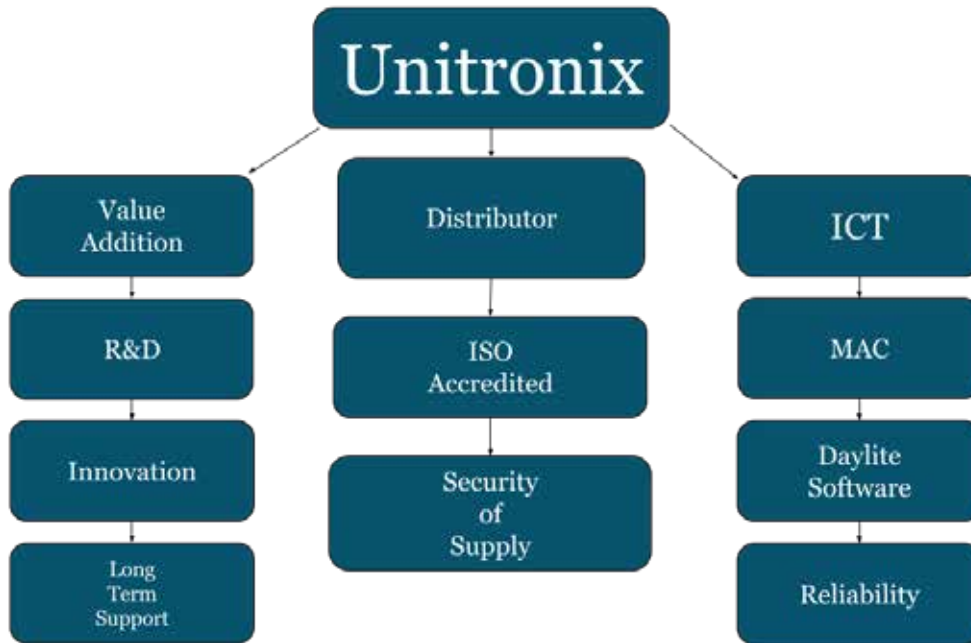 Unitronix
Value
Addition
R&D
Innovation
Long
Term
Support
Distributor
ISO
Accredited
Security
of
Supply
ICT
MAC
Daylite
Software
Reliability